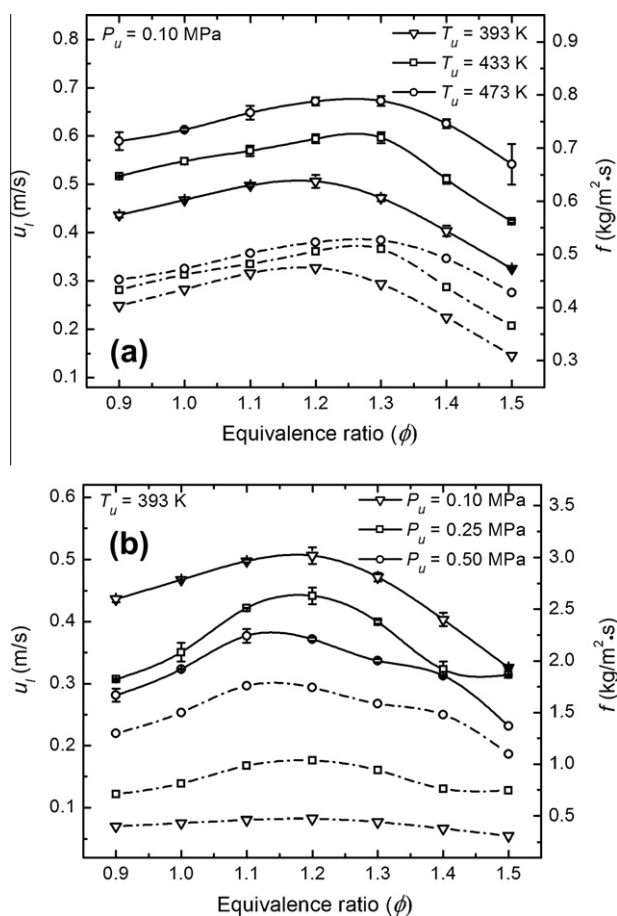 P_u = 0.10 MPa
T_u = 393 K
T_u = 433 K
T_u = 473 K
0.8
0.7
0.6
0.5
0.4
0.3
0.2
0.1
u_l (m/s)
0.9
0.8
0.7
0.6
0.5
0.4
0.3
f (kg/m²•s)
(a)
0.9 1.0 1.1 1.2 1.3 1.4 1.5
Equivalence ratio (ϕ)
T_u = 393 K
(b)
P_u = 0.10 MPa
P_u = 0.25 MPa
P_u = 0.50 MPa
0.6
0.5
0.4
0.3
0.2
0.1
u_l (m/s)
3.5
3.0
2.5
2.0
1.5
1.0
0.5
f (kg/m²•s)
0.9 1.0 1.1 1.2 1.3 1.4 1.5
Equivalence ratio (ϕ)